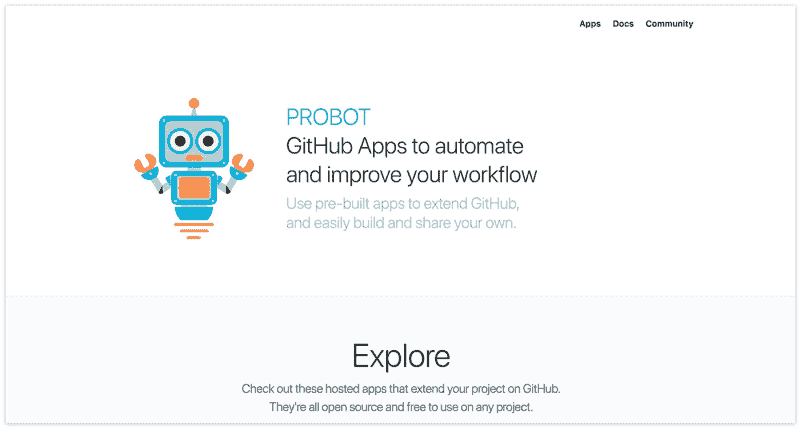 Apps Docs Community
PROBOT
GitHub Apps to automate
and improve your workflow
Use pre-built apps to extend GitHub,
and easily build and share your own.
Explore
Check out these hosted apps that extend your project on GitHub.
They're all open source and free to use on any project.